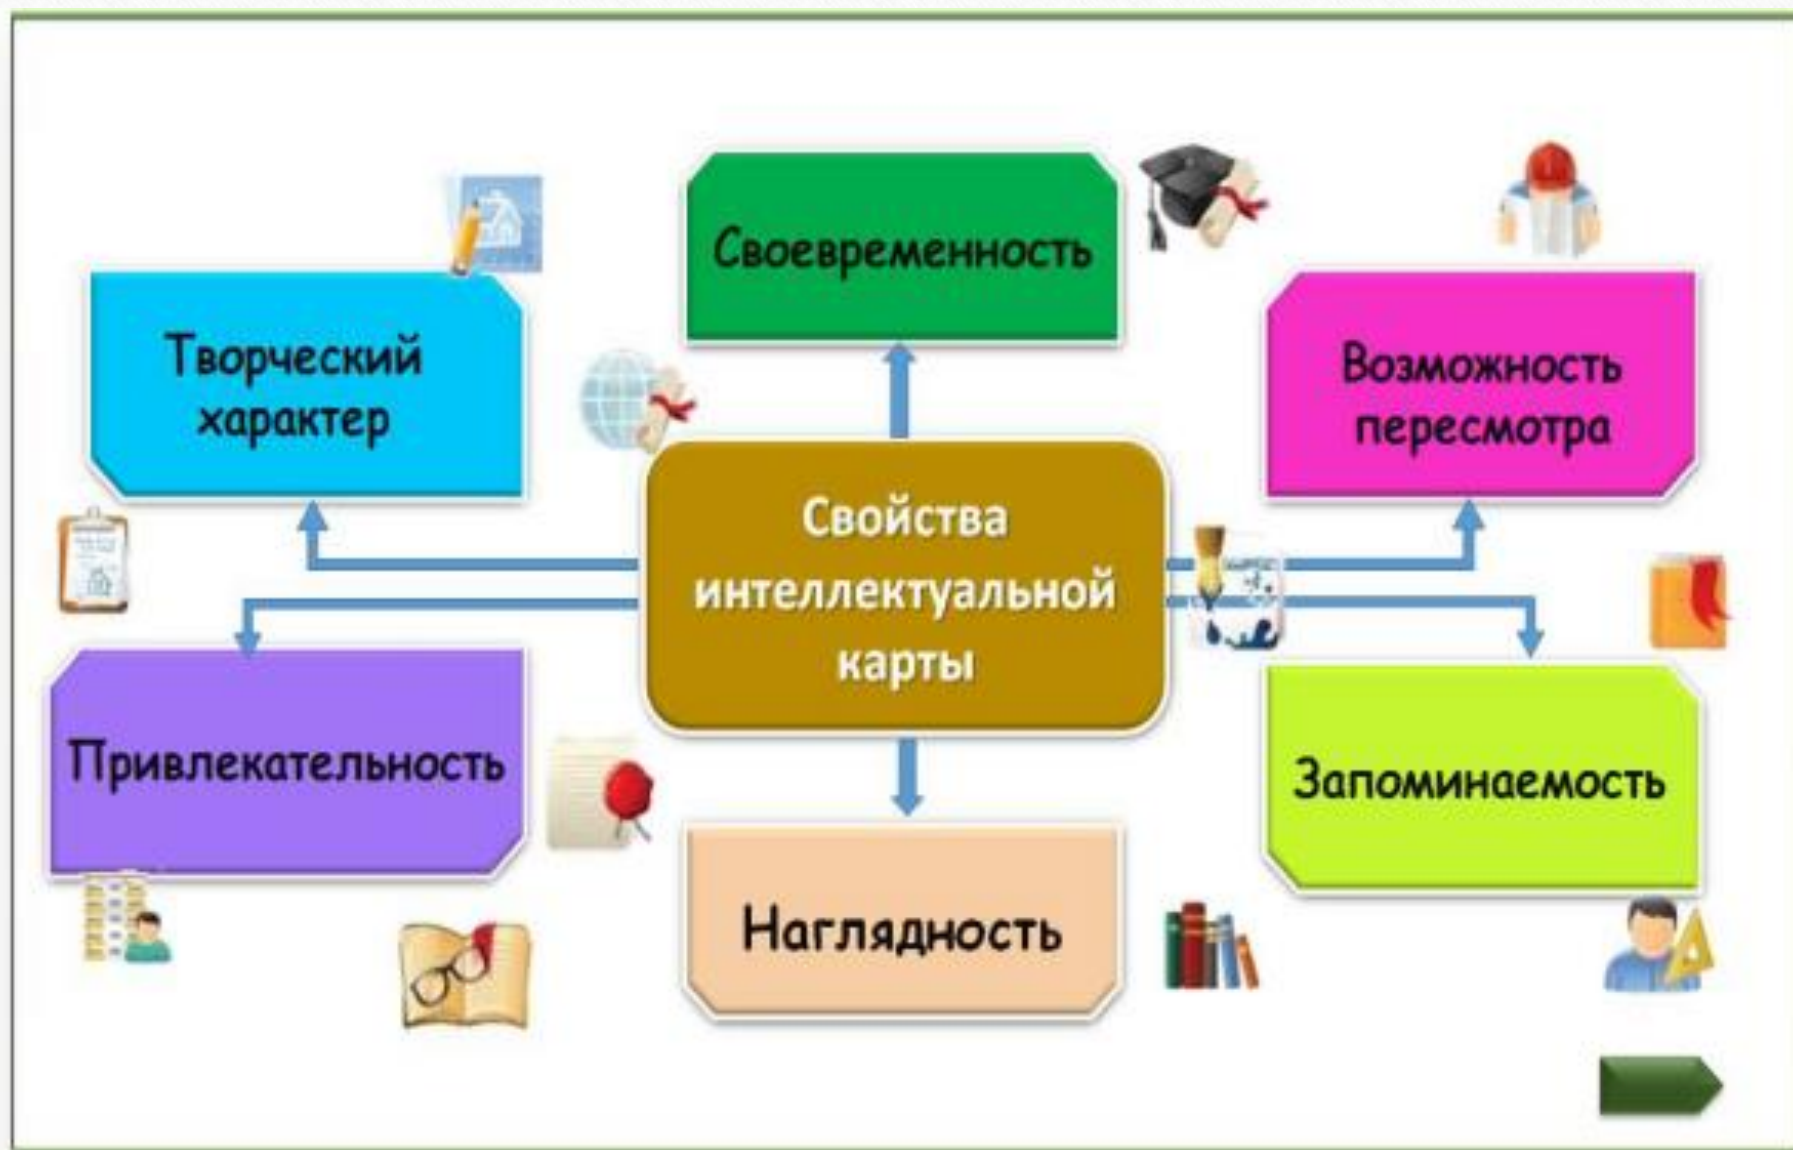 Своевременность
Творческий
характер
Возможность
пересмотра
Свойства
интеллектуальной
карты
Привлекательность
Запоминаемость
Наглядность